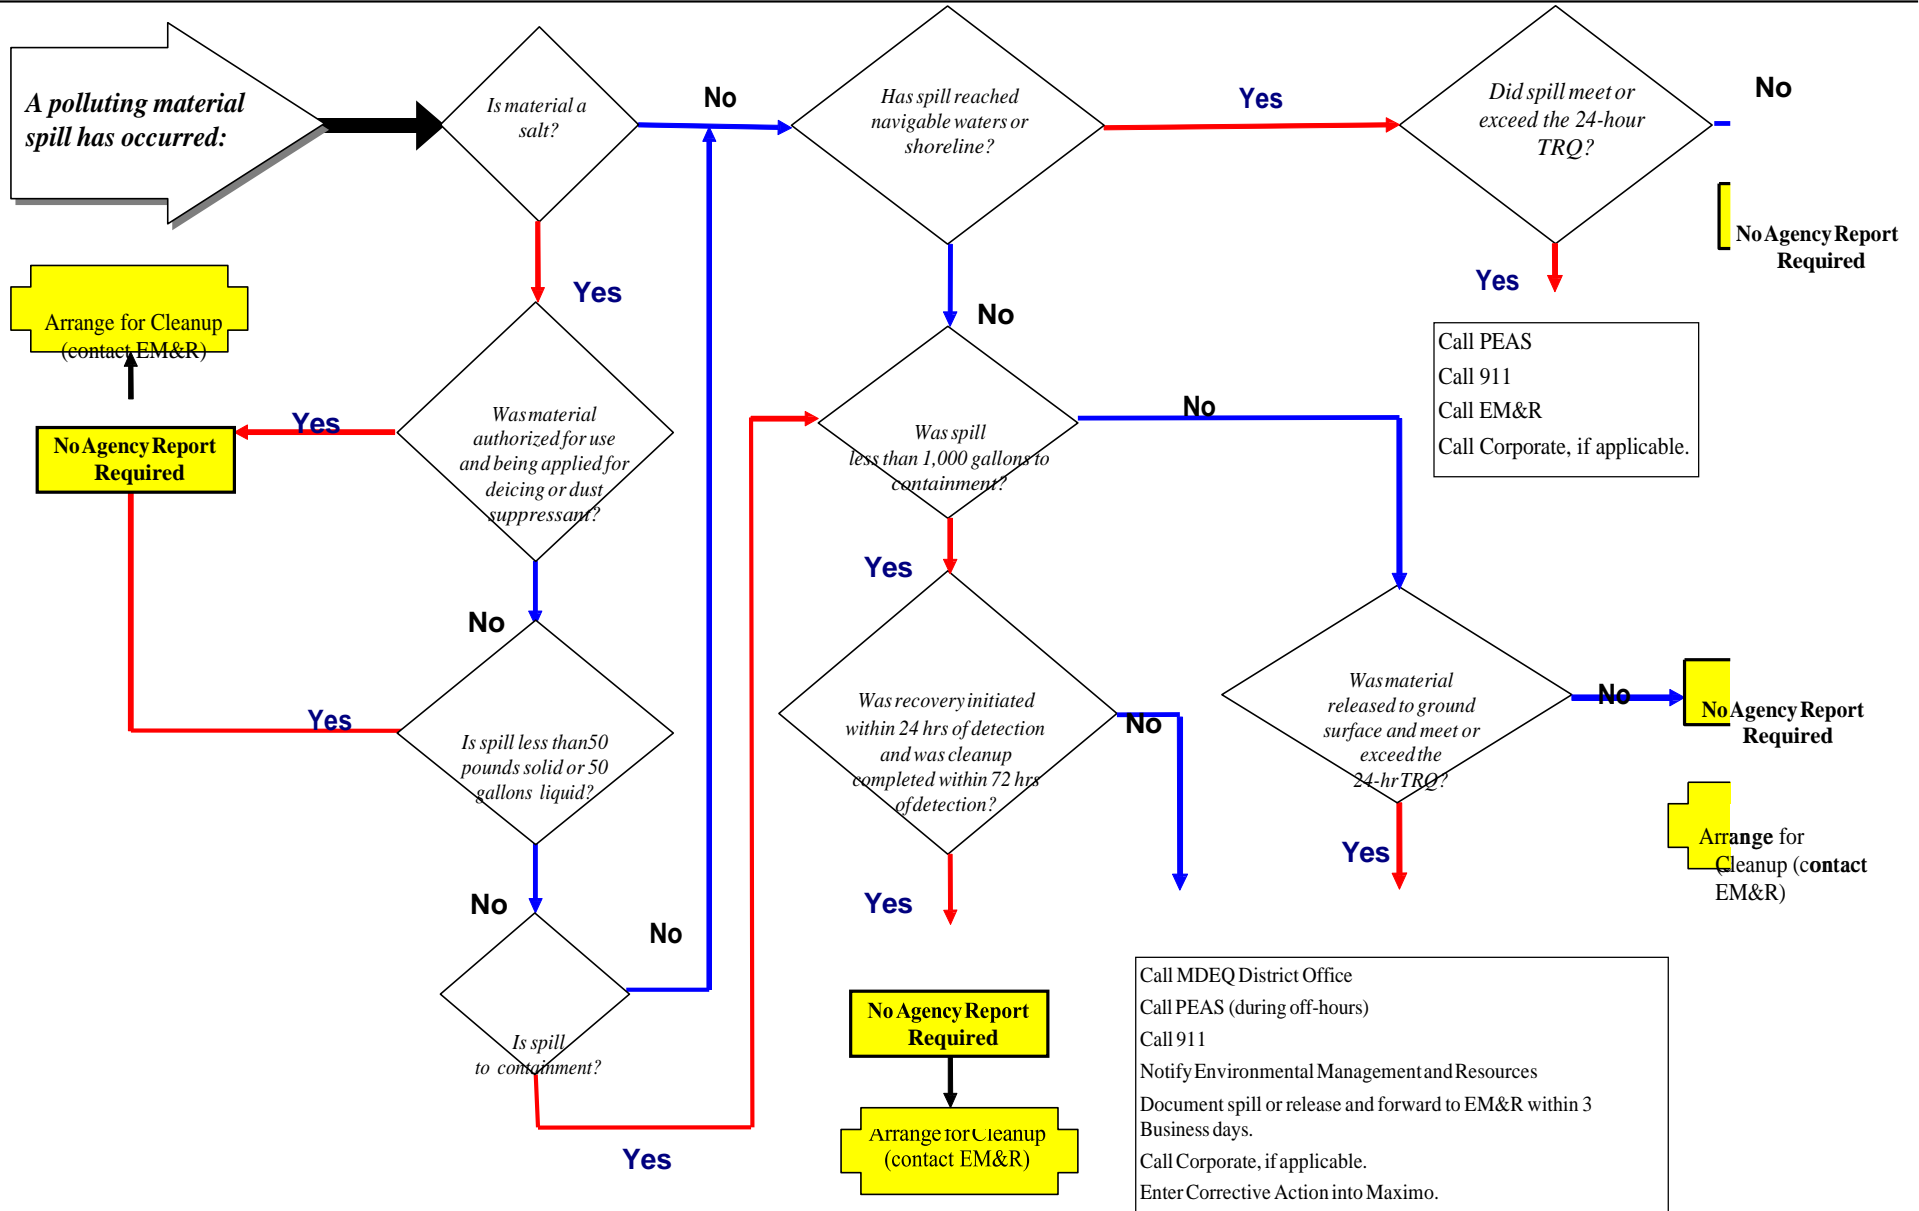 A polluting material
spill has occurred:
Is material a
salt?
No
Has spill reached
navigable waters or
shoreline?
Yes
Did spill meet or
exceed the 24-hour
TRQ?
No
No Agency Report
Required
Yes
Call PEAS
Call 911
Call EM&R
Call Corporate, if applicable.
Yes
Arrange for Cleanup
(contact EM&R)
No Agency Report
Required
Yes
Was material
authorized for use
and being applied for
deicing or dust
suppressant?
No
Was spill
less than 1,000 gallons to
containment?
No
No
Yes
Is spill less than 50
pounds solid or 50
gallons liquid?
Yes
Was recovery initiated
within 24 hrs of detection
and was cleanup
completed within 72 hrs
of detection?
No
Was material
released to ground
surface and meet or
exceed the
24-hr TRQ?
No
No Agency Report
Required
Arrange for
Cleanup (contact
EM&R)
Yes
Yes
No
No
Is spill
to containment?
Yes
No Agency Report
Required
Arrange for Cleanup
(contact EM&R)
Call MDEQ District Office
Call PEAS (during off-hours)
Call 911
Notify Environmental Management and Resources
Document spill or release and forward to EM&R within 3
Business days.
Call Corporate, if applicable.
Enter Corrective Action into Maximo.